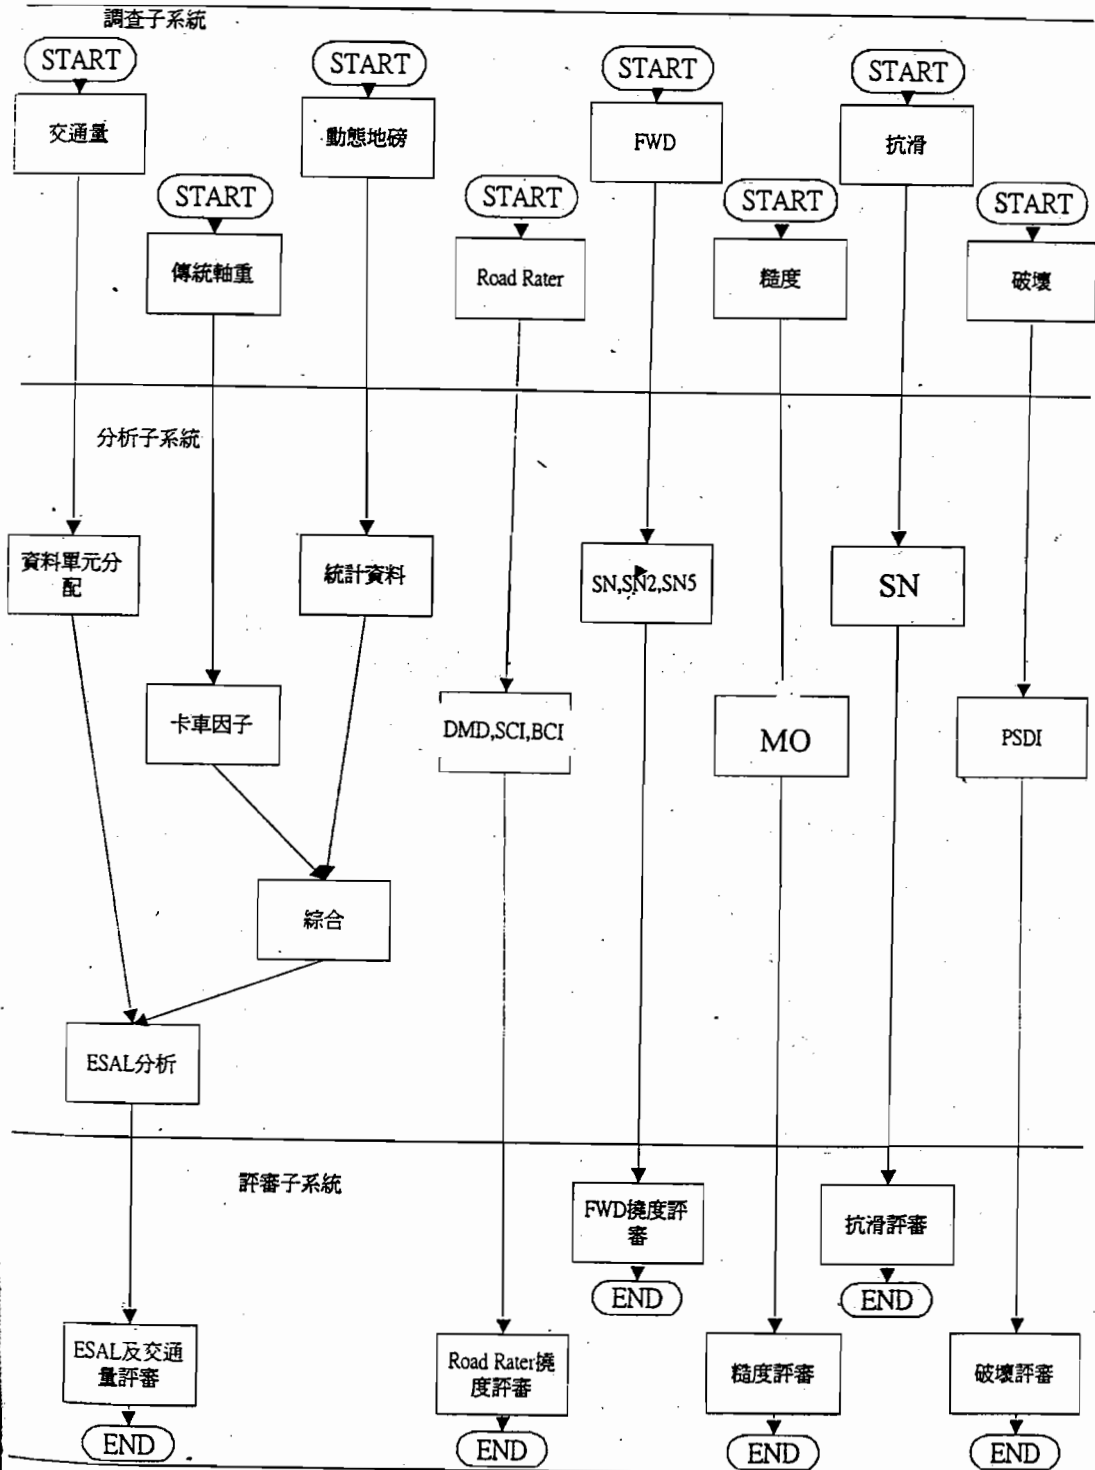 調查子系統
START
START
START
START
交通量
動態地磅
FWD
抗滑
START
START
START
START
傳統軸重
Road Rater
糙度
破壞
分析子系統
資料單元分
配
統計資料
SN,SN2,SN5
SN
卡車因子
DMD,SCI,BCI
MO
PSDI
綜合
ESAL分析
評審子系統
FWD撓度評
審
抗滑評審
END
END
ESAL及交通
量評審
Road Rater撓
度評審
糙度評審
破壞評審
END
END
END
END